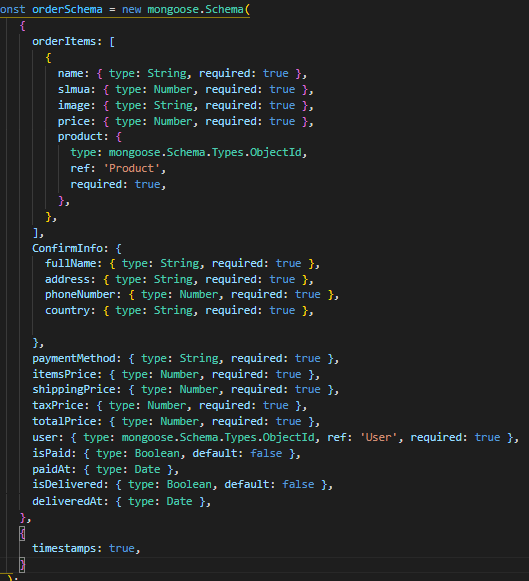 onst orderSchema = new mongoose.Schema(
{
orderItems: [
{
name: { type: String, required: true },
slmua: { type: Number, required: true },
image: { type: String, required: true },
price: { type: Number, required: true },
product: {
type: mongoose.Schema.Types.ObjectId,
ref: 'Product',
required: true,
},
},
],
ConfirmInfo: {
fullName: { type: String, required: true },
address: { type: String, required: true },
phoneNumber: { type: Number, required: true },
country: { type: String, required: true },
},
paymentMethod: { type: String, required: true },
itemsPrice: { type: Number, required: true },
shippingPrice: { type: Number, required: true },
taxPrice: { type: Number, required: true },
totalPrice: { type: Number, required: true },
user: { type: mongoose.Schema.Types.ObjectId, ref: 'User', required: true },
isPaid: { type: Boolean, default: false },
paidAt: { type: Date },
isDelivered: { type: Boolean, default: false },
deliveredAt: { type: Date },
},
{
timestamps: true,
}
);